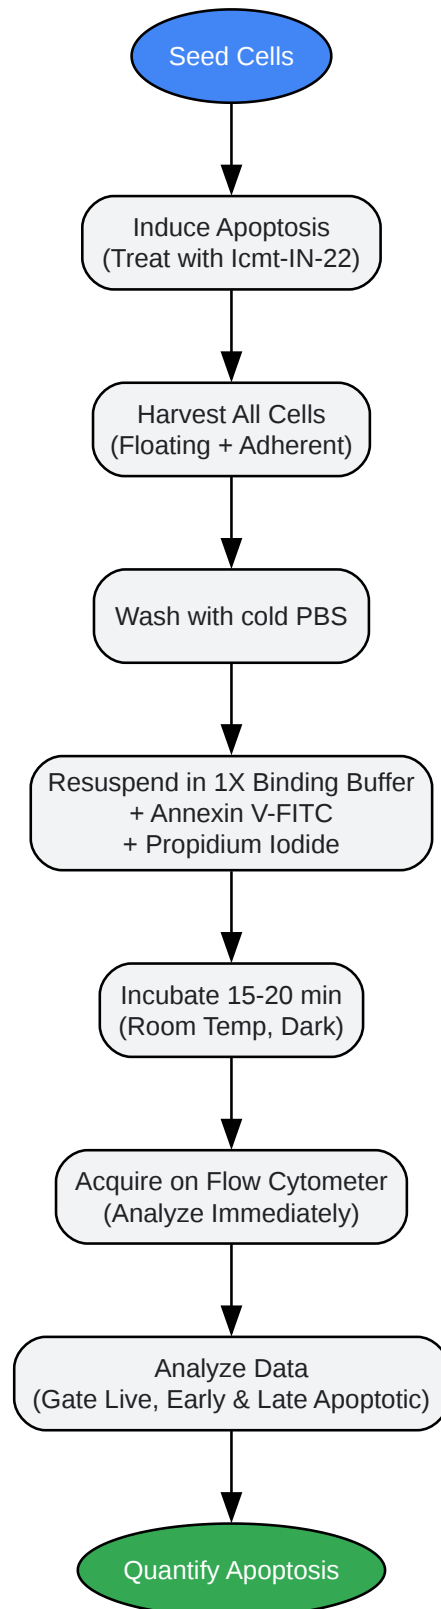 Seed Cells
Induce Apoptosis
(Treat with Icmt-IN-22)
Harvest All Cells
(Floating + Adherent)
Wash with cold PBS
Resuspend in 1X Binding Buffer
+ Annexin V-FITC
+ Propidium Iodide
Incubate 15-20 min
(Room Temp, Dark)
Acquire on Flow Cytometer
(Analyze Immediately)
Analyze Data
(Gate Live, Early & Late Apoptotic)
Quantify Apoptosis